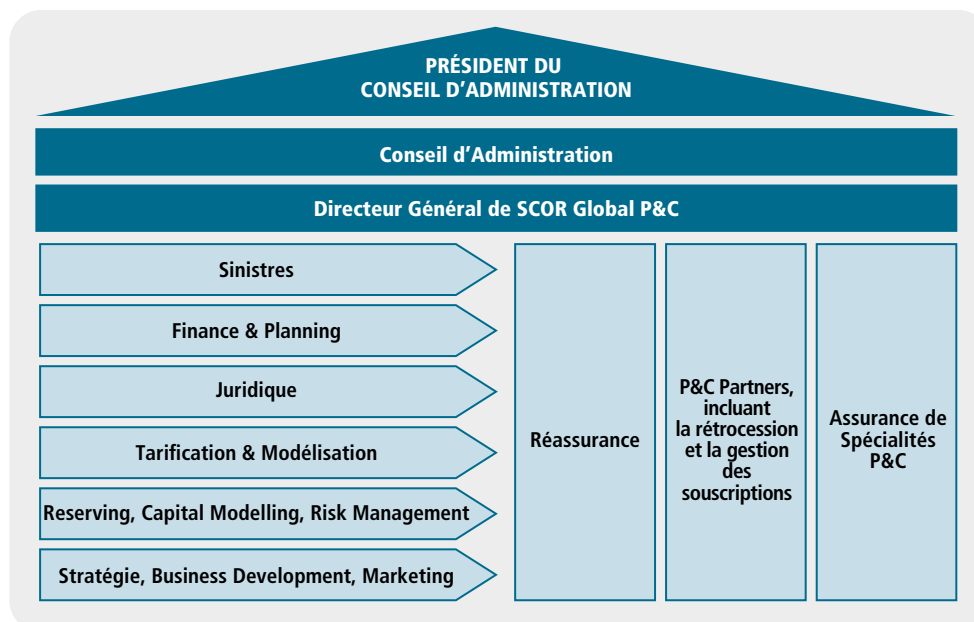 PRÉSIDENT DU
CONSEIL D’ADMINISTRATION
Conseil d’Administration
Directeur Général de SCOR Global P&C
Sinistres
Finance & Planning
Juridique
Tarification & Modélisation
Reserving, Capital Modelling, Risk Management
Stratégie, Business Development, Marketing
Réassurance
P&C Partners,
incluant
la rétrocession
et la gestion
des
souscriptions
Assurance de
Spécialités
P&C